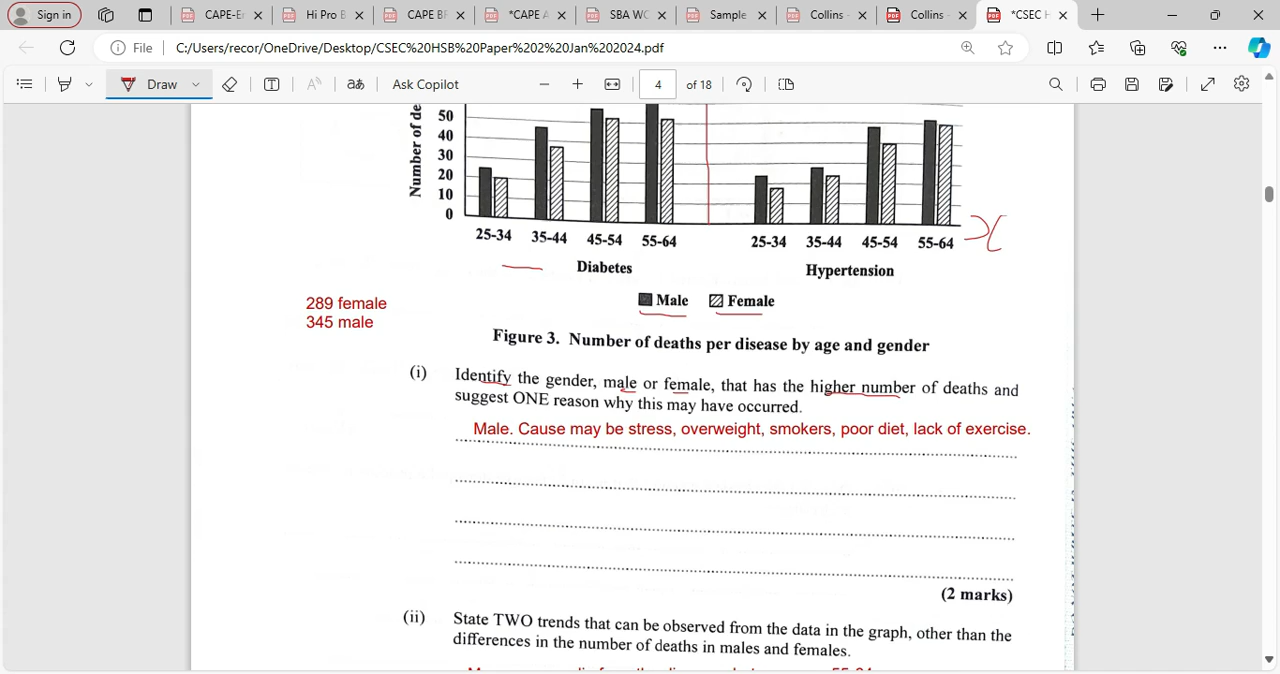 Sign in
CAPE-Er
Hi Pro B
CAPE BF
*CAPE A
SBA WC
Sample
Collins -
Collins -
*CSEC H
File
C:/Users/recor/OneDrive/Desktop/CSEC%20HSB%20Paper%202%20Jan%202024.pdf
Draw
aあ
Ask Copilot
4
of 18
Number of de
50
40
30
20
10
0
25-34 35-44 45-54 55-64 25-34 35-44 45-54 55-64
Diabetes Hypertension
Male Female
289 female
345 male
Figure 3. Number of deaths per disease by age and gender
(i) Identify the gender, male or female, that has the higher number of deaths and
suggest ONE reason why this may have occurred.
Male. Cause may be stress, overweight, smokers, poor diet, lack of exercise.
(2 marks)
(ii) State TWO trends that can be observed from the data in the graph, other than the
differences in the number of deaths in males and females.